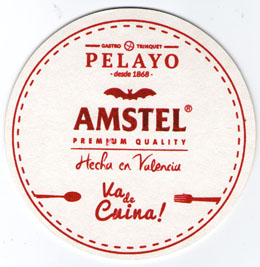 GASTRO TRINQUET
PELAYO
- desde 1868 -
AMSTEL®
PREMIUM QUALITY
Hecha en Valencia
Va de
Cuina!